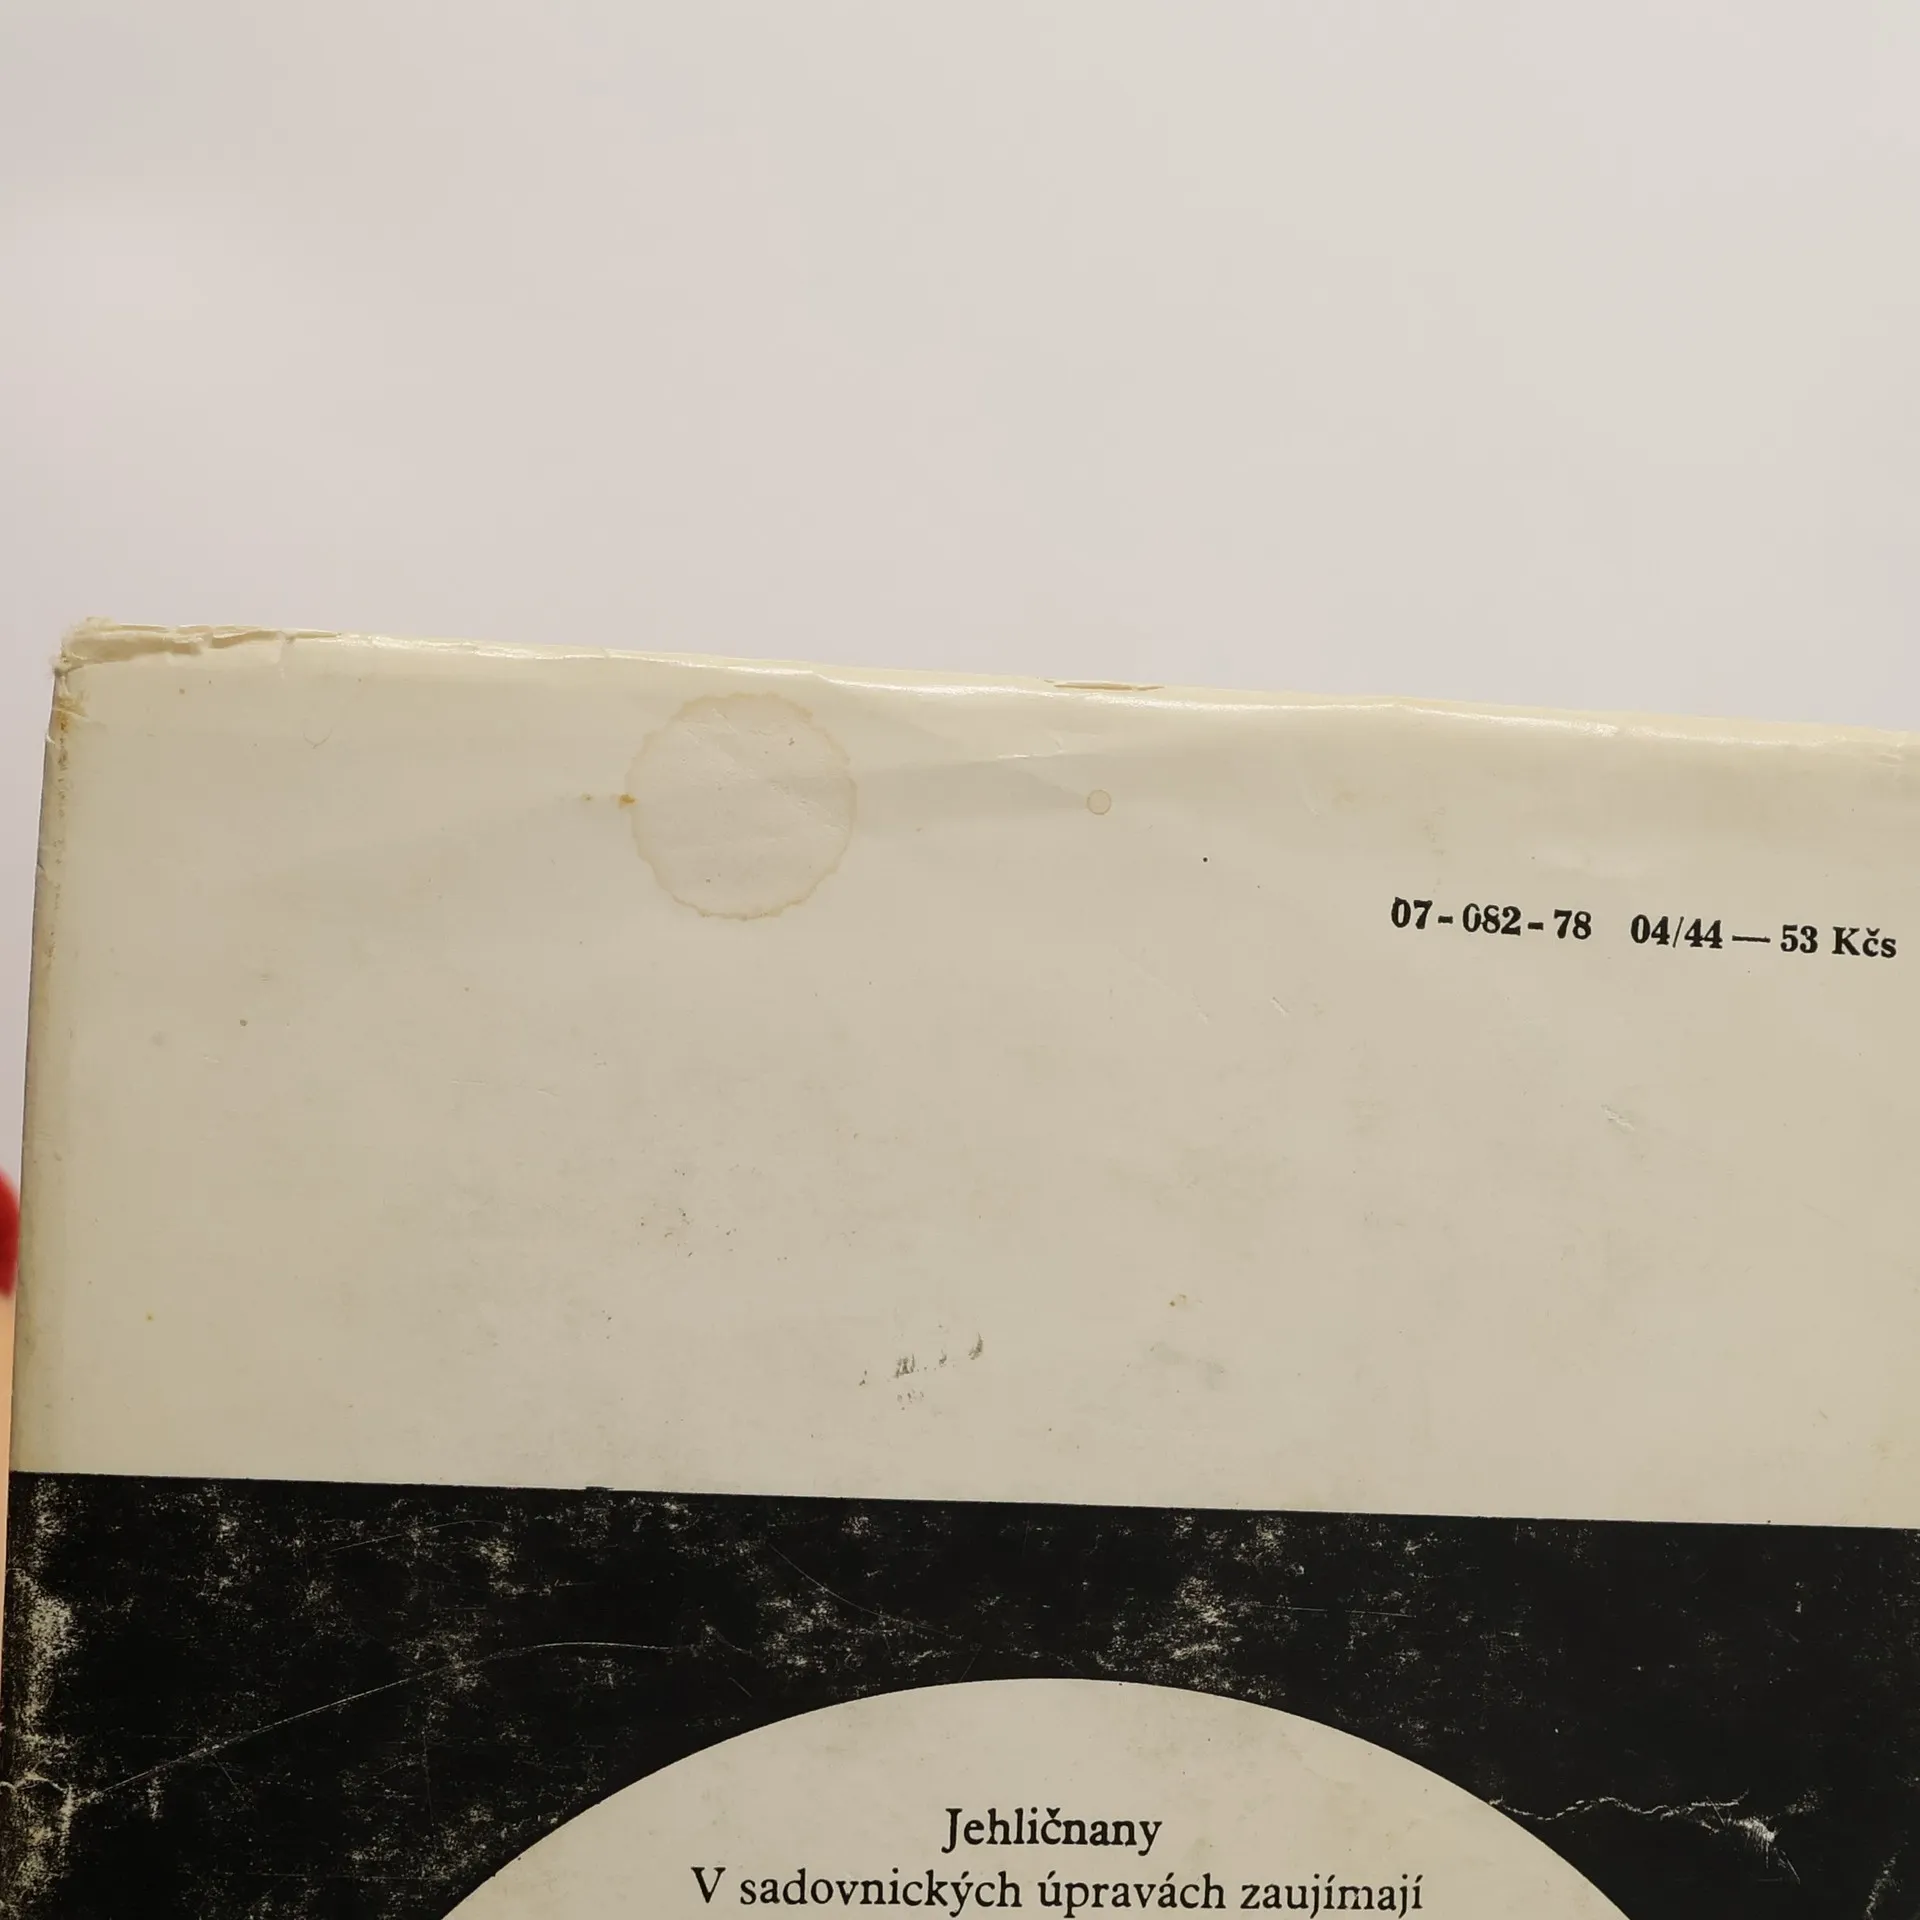 07-082-78 04/44 — 53 Kčs
Jehličnany
V sadovnických úpravách zaujímají